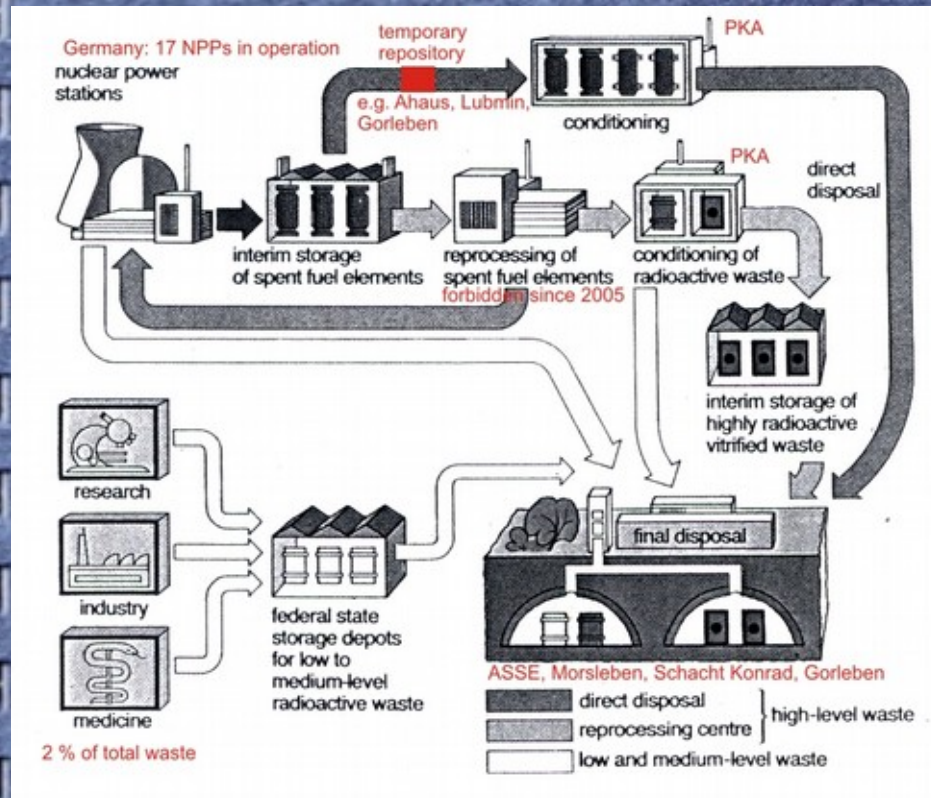 Germany: 17 NPPs in operation
nuclear power
stations
temporary
repository
e.g. Ahaus, Lubmin,
Gorleben
PKA
conditioning
PKA
direct
disposal
interim storage
of spent fuel elements
reprocessing of
spent fuel elements
forbidden since 2005
conditioning of
radioactive waste
interim storage of
highly radioactive
vitrified waste
research
industry
medicine
2 % of total waste
federal state
storage depots
for low to
medium-level
radioactive waste
final disposal
ASSE, Morsleben, Schacht Konrad, Gorleben
direct disposal
reprocessing centre
high-level waste
low and medium-level waste